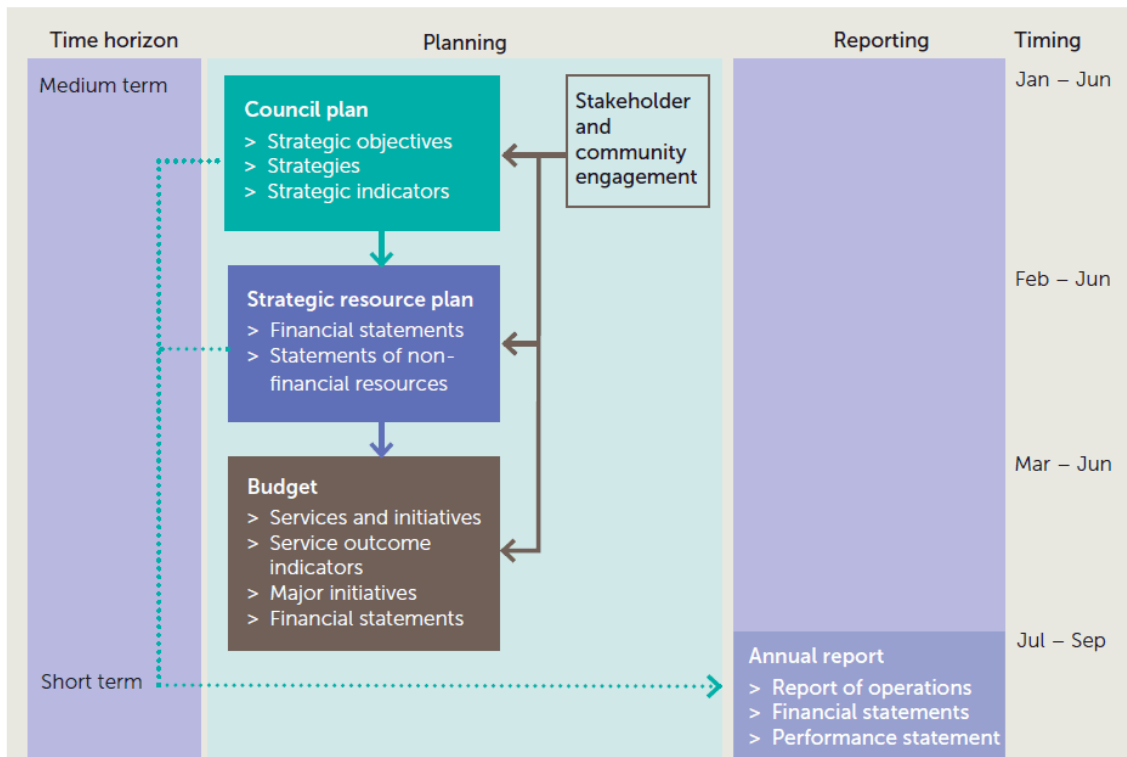 Time horizon
Planning
Reporting
Timing
Medium term
Jan – Jun
Council plan
> Strategic objectives
> Strategies
> Strategic indicators
Stakeholder
and
community
engagement
Feb – Jun
Strategic resource plan
> Financial statements
> Statements of non-
financial resources
Mar – Jun
Budget
> Services and initiatives
> Service outcome
indicators
> Major initiatives
> Financial statements
Jul – Sep
Short term
Annual report
> Report of operations
> Financial statements
> Performance statement